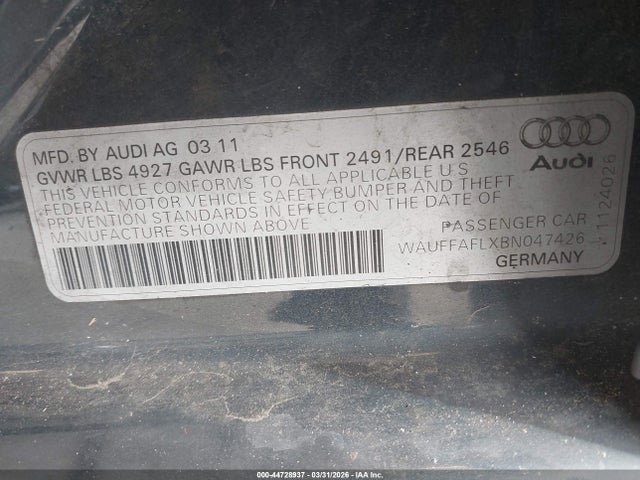 MFD. BY AUDI AG 03 11
GVWR LBS 4927 GAWR LBS FRONT 2491/REAR 2546
THIS VEHICLE CONFORMS TO ALL APPLICABLE U S
FEDERAL MOTOR VEHICLE SAFETY BUMPER AND THEFT
PREVENTION STANDARDS IN EFFECT ON THE DATE OF
MANUFACTURE SHOWN ABOVE
PASSENGER CAR
WAUFFAFLXBN047426
GERMANY
Audi
1124026
000-44728937 - 03/31/2026 - IAA Inc.